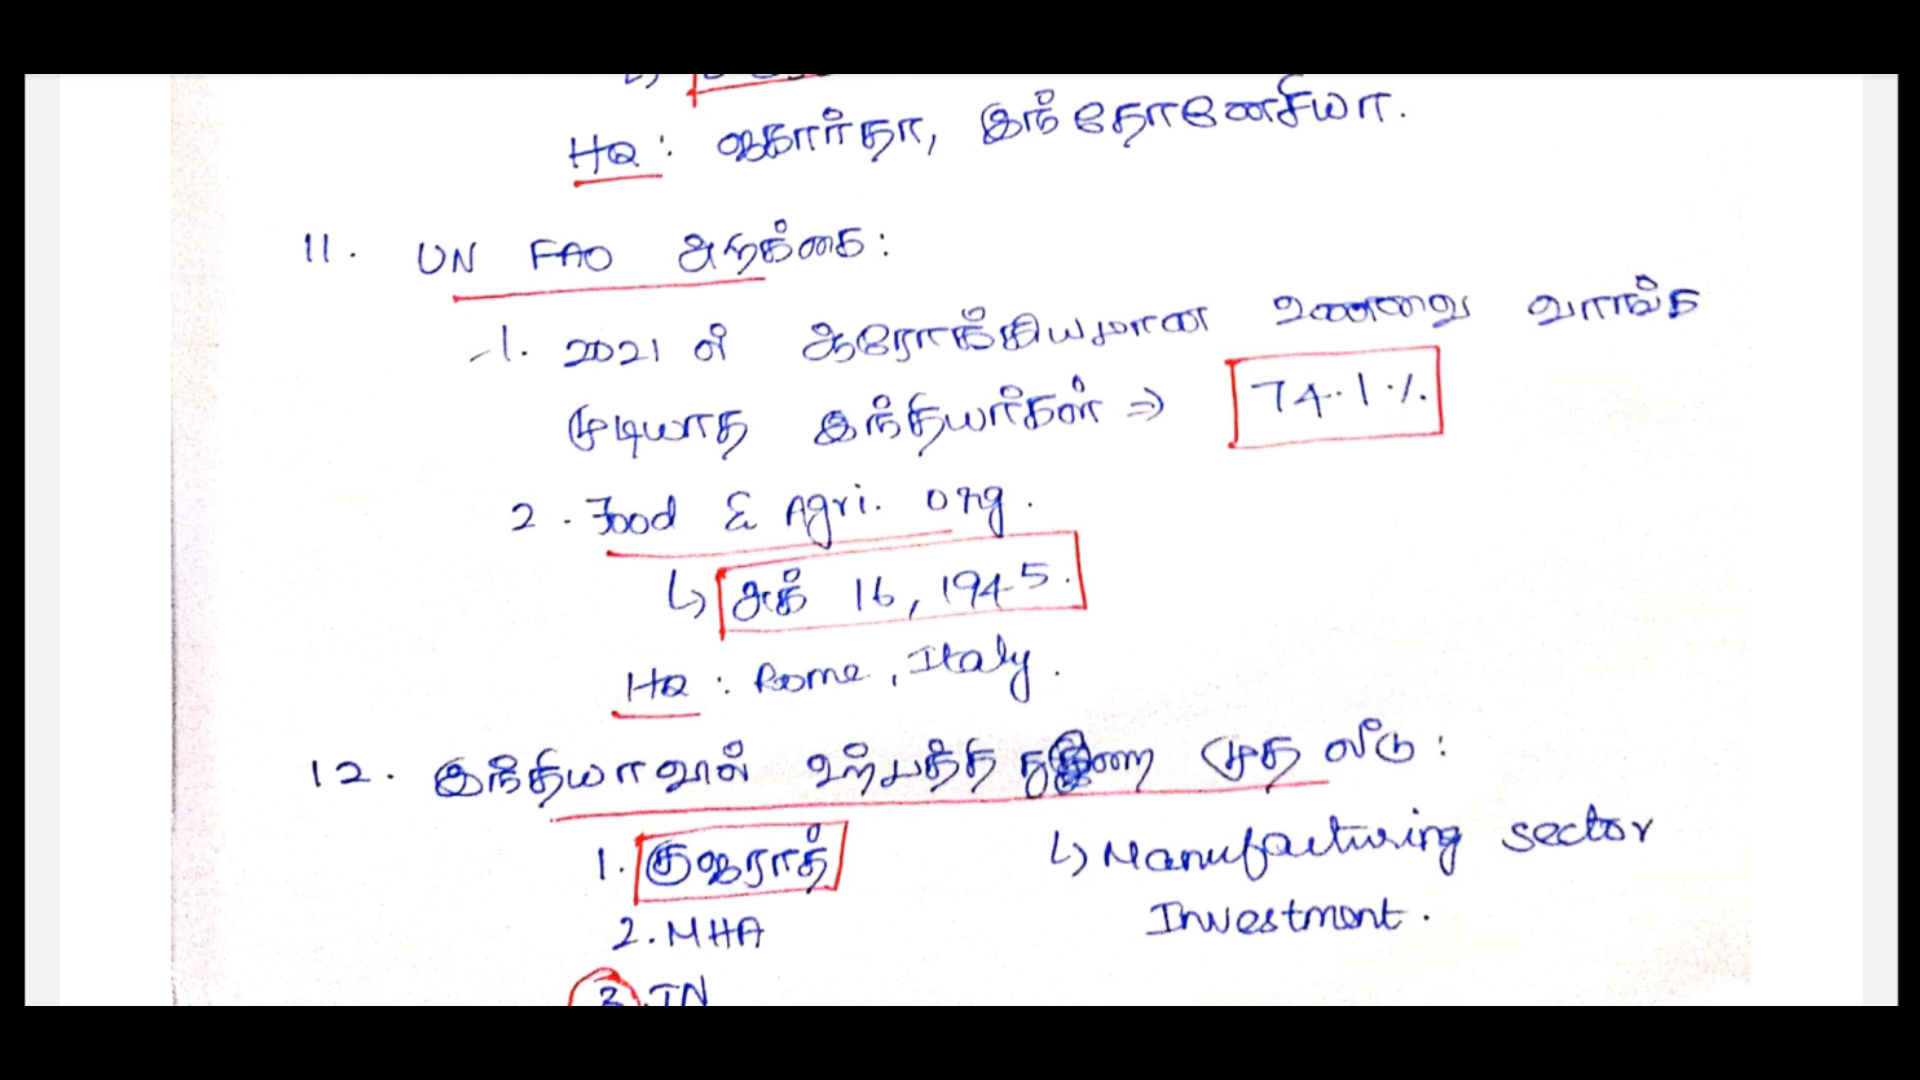 HQ : ஜகார்தா, இந்தோனேசியா.
11. UN FAO அறிக்கை :
1. 2021 ல் ஆரோக்கியமான உணவை வாங்க
முடியாத இந்தியர்கள் ⇒ 74.1%.
2. Food & Agri. org.
↳ அக் 16, 1945.
HQ : Rome, Italy.
12. இந்தியாவில் உற்பத்தி துறை முதலீடு :
1. குஜராத் ↳ Manufacturing sector
2. MHA Investment.
3. TN